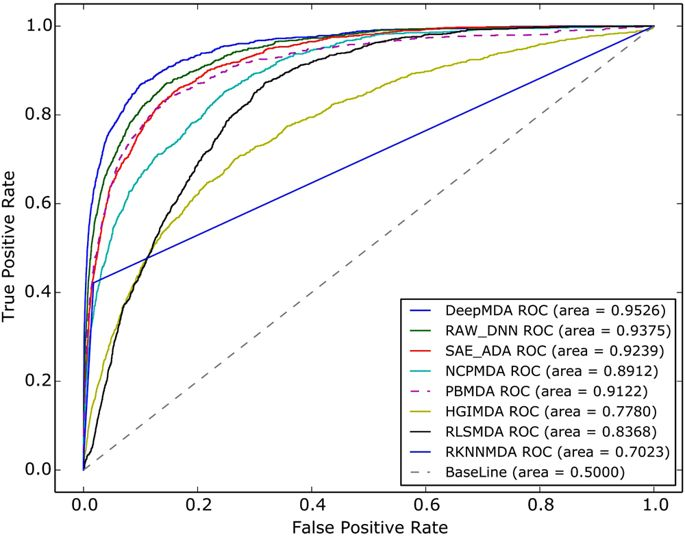 1.0
0.8
0.6
0.4
0.2
0.0
True Positive Rate
DeepMDA ROC (area = 0.9526)
RAW_DNN ROC (area = 0.9375)
SAE_ADA ROC (area = 0.9239)
NCPMDA ROC (area = 0.8912)
PBMDA ROC (area = 0.9122)
HGIMDA ROC (area = 0.7780)
RLSMDA ROC (area = 0.8368)
RKNNMDA ROC (area = 0.7023)
BaseLine (area = 0.5000)
0.0 0.2 0.4 0.6 0.8 1.0
False Positive Rate